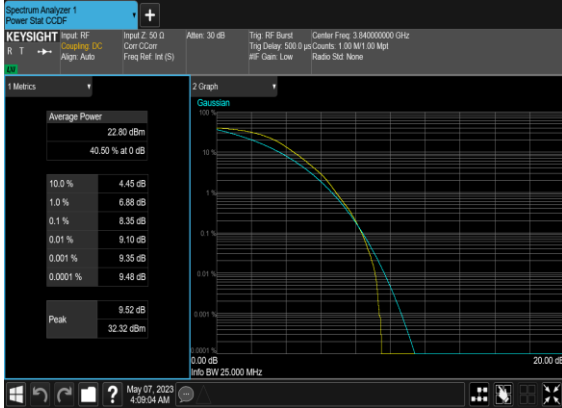 Spectrum Analyzer 1
Power Stat CCDF
+
KEYSIGHT Input: RF Input Z: 50 Ω Atten: 30 dB Trig: RF Burst Center Freq: 3.840000000 GHz
R T Coupling: DC Corr CCorr Trig Delay: 500.0 µs Counts: 1.00 M/1.00 Mpt
Align: Auto Freq Ref: Int (S) #IF Gain: Low Radio Std: None
1 Metrics
2 Graph
Average Power
22.80 dBm
40.50 % at 0 dB
10.0 % 4.45 dB
1.0 % 6.88 dB
0.1 % 8.35 dB
0.01 % 9.10 dB
0.001 % 9.35 dB
0.0001 % 9.48 dB
Peak 9.52 dB
32.32 dBm
Gaussian
100 %
10 %
1 %
0.1 %
0.01 %
0.001 %
0.0001 %
0.00 dB 20.00 dB
Info BW 25.000 MHz
? May 07, 2023
4:09:04 AM